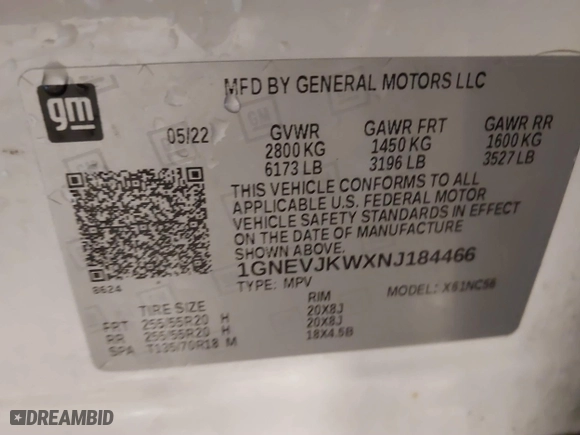 gm
MFD BY GENERAL MOTORS LLC
05/22 GVWR GAWR FRT GAWR RR
2800 KG 1450 KG 1600 KG
6173 LB 3196 LB 3527 LB
THIS VEHICLE CONFORMS TO ALL
APPLICABLE U.S. FEDERAL MOTOR
VEHICLE SAFETY STANDARDS IN EFFECT
ON THE DATE OF MANUFACTURE
SHOWN ABOVE.
1GNEVJKWXNJ184466
8624 TYPE: MPV MODEL: X61NC56
TIRE SIZE RIM
FRT 255/55R20 H 20X8J
RR 255/55R20 H 20X8J
SPA T135/70R18 M 18X4.5B
DREAMBID